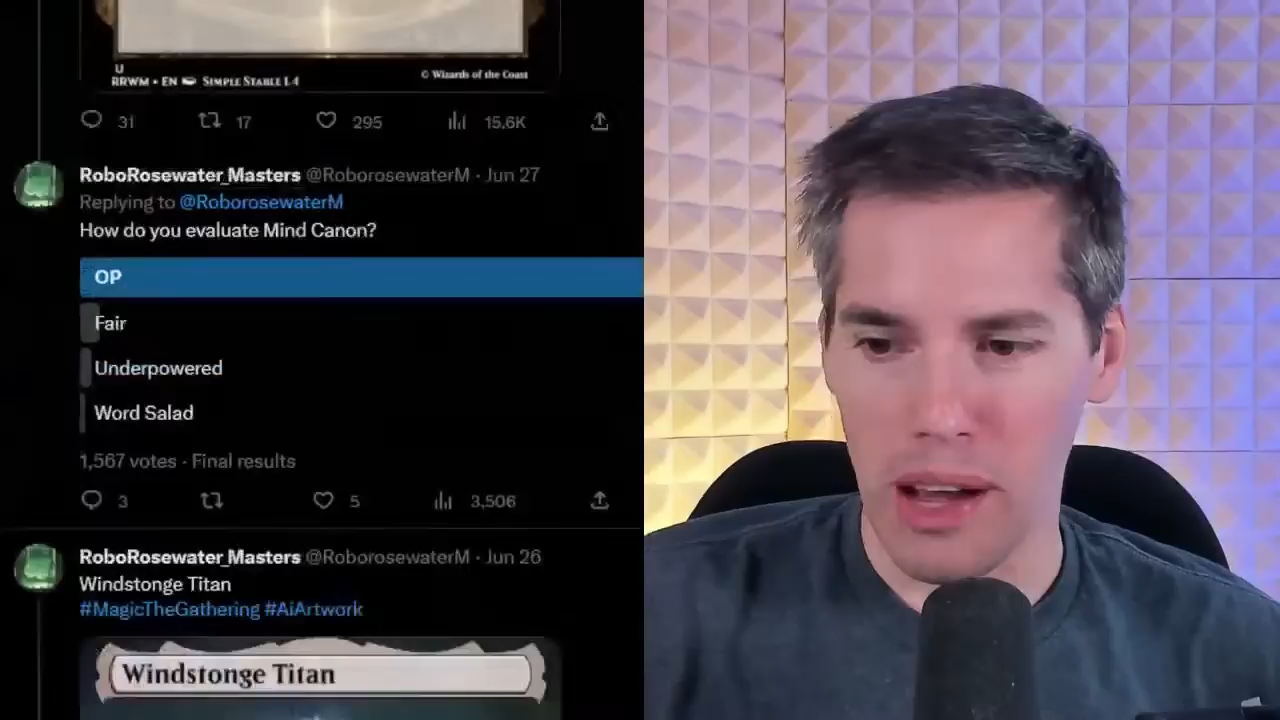 U
RRWM • EN SIMPLE STABLE 1.4
© Wizards of the Coast
31 17 295 15.6K
RoboRosewater_Masters @RoborosewaterM · Jun 27
Replying to @RoborosewaterM
How do you evaluate Mind Canon?
OP
Fair
Underpowered
Word Salad
1,567 votes · Final results
3 5 3,506
RoboRosewater_Masters @RoborosewaterM · Jun 26
Windstonge Titan
#MagicTheGathering #AiArtwork
Windstonge Titan